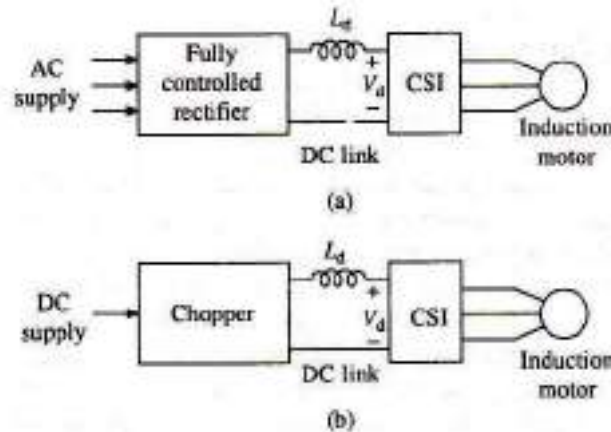 AC supply
Fully controlled rectifier
L_d
+
V_d
−
CSI
Induction motor
DC link
(a)
DC supply
Chopper
L_d
+
V_d
−
CSI
Induction motor
DC link
(b)